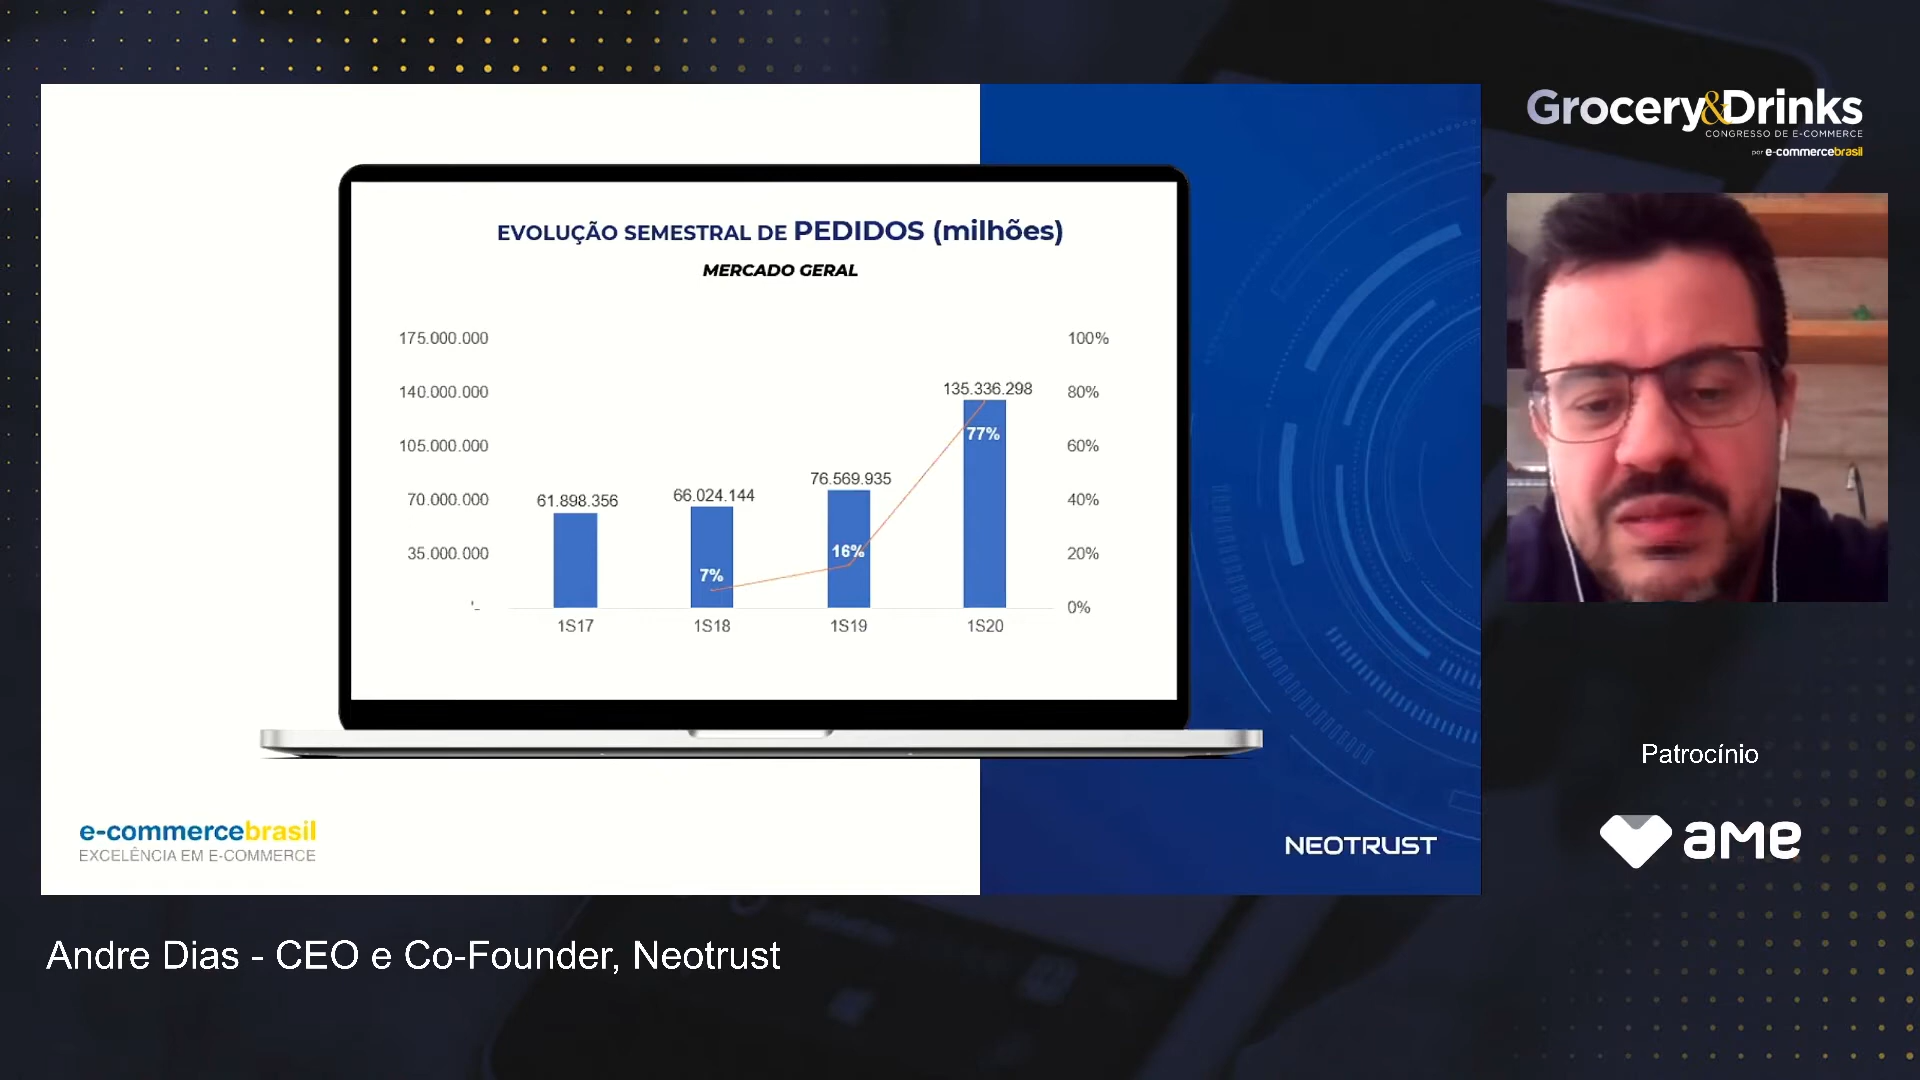 Grocery&Drinks
CONGRESSO DE E-COMMERCE
por e-commercebrasil
EVOLUÇÃO SEMESTRAL DE PEDIDOS (milhões)
MERCADO GERAL
175.000.000
140.000.000
105.000.000
70.000.000
35.000.000
-
61.898.356
66.024.144
76.569.935
135.336.298
7%
16%
77%
100%
80%
60%
40%
20%
0%
1S17 1S18 1S19 1S20
e-commercebrasil
EXCELÊNCIA EM E-COMMERCE
NEOTRUST
Patrocínio
ame
Andre Dias - CEO e Co-Founder, Neotrust